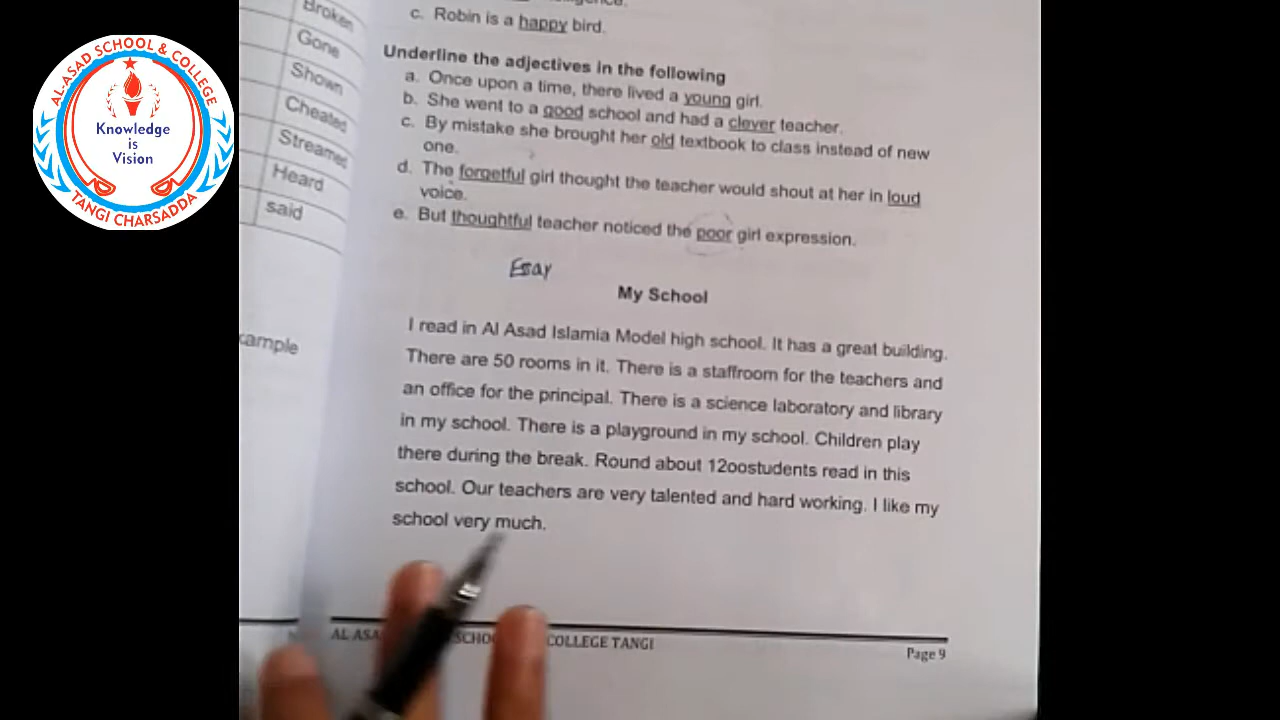 AL-ASAD SCHOOL & COLLEGE
Knowledge
is
Vision
TANGI CHARSADDA
Broken
Gone
Shown
Cheated
Streamed
Heard
said
xample
c. Robin is a happy bird.
Underline the adjectives in the following
a. Once upon a time, there lived a young girl.
b. She went to a good school and had a clever teacher.
c. By mistake she brought her old textbook to class instead of new
one.
d. The forgetful girl thought the teacher would shout at her in loud
voice.
e. But thoughtful teacher noticed the poor girl expression.
Essay
My School
I read in Al Asad Islamia Model high school. It has a great building.
There are 50 rooms in it. There is a staffroom for the teachers and
an office for the principal. There is a science laboratory and library
in my school. There is a playground in my school. Children play
there during the break. Round about 12oostudents read in this
school. Our teachers are very talented and hard working. I like my
school very much.
AL ASA SCHO COLLEGE TANGI
Page 9